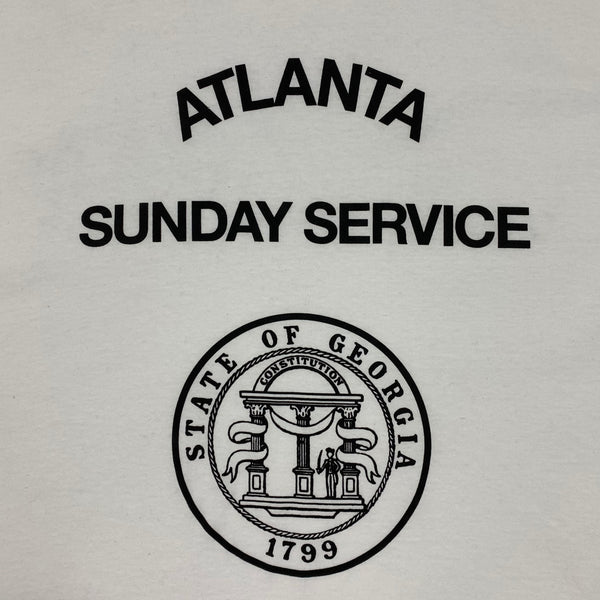 ATLANTA
SUNDAY SERVICE
STATE OF GEORGIA
CONSTITUTION
1799